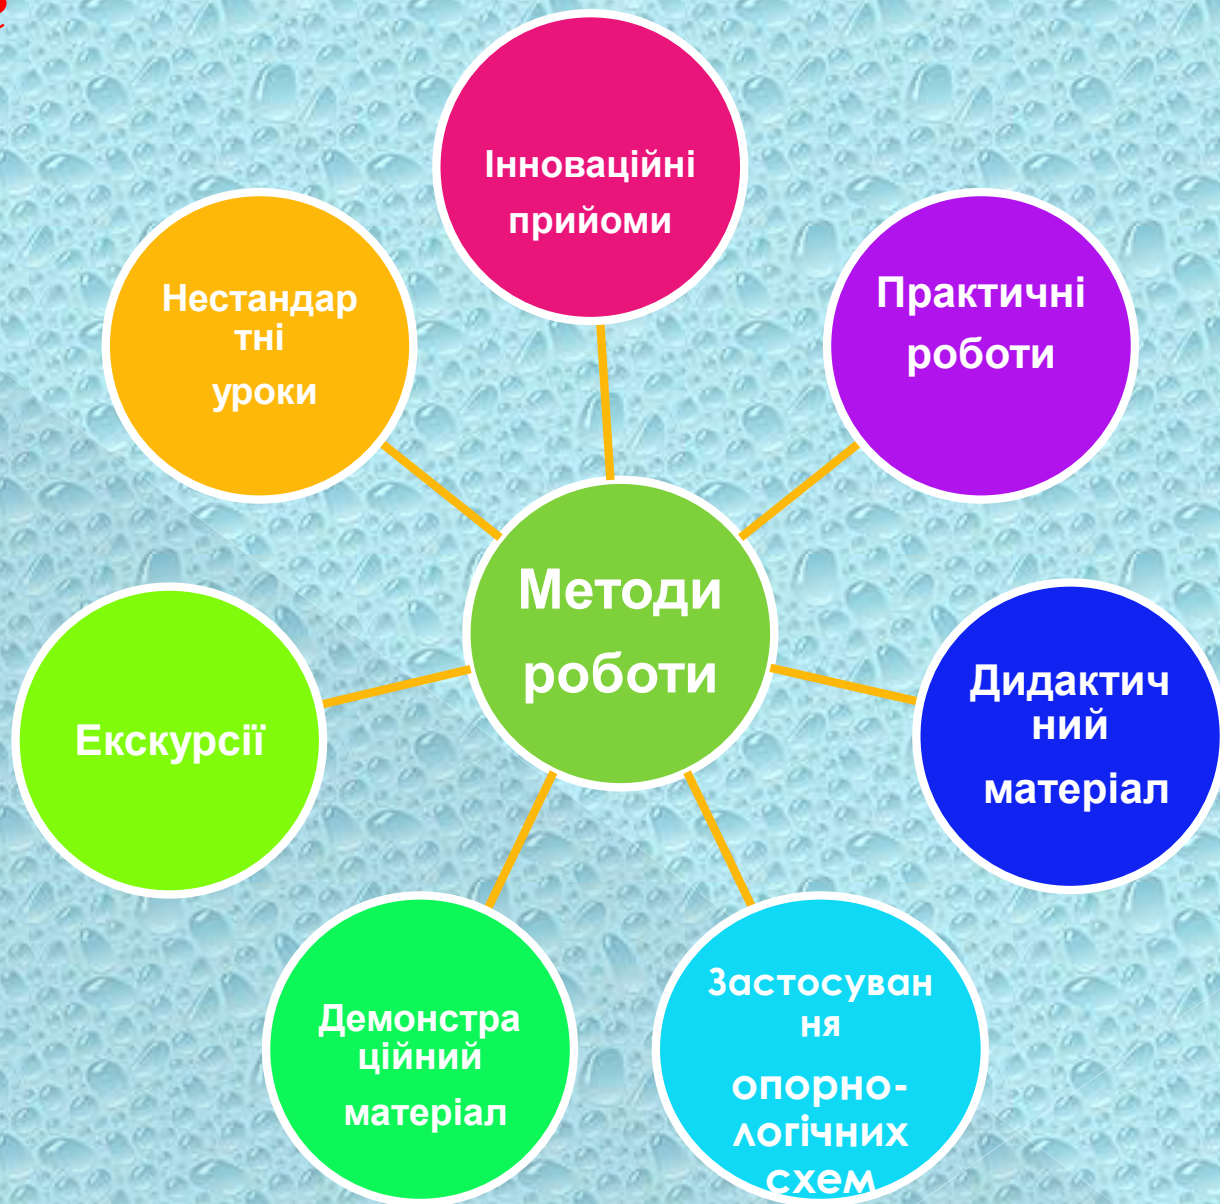 Інноваційні
прийоми
Практичні
роботи
Нестандар
тні
уроки
Методи
роботи
Дидактич
ний
матеріал
Екскурсії
Застосуван
ня
опорно-
логічних
схем
Демонстра
ційний
матеріал